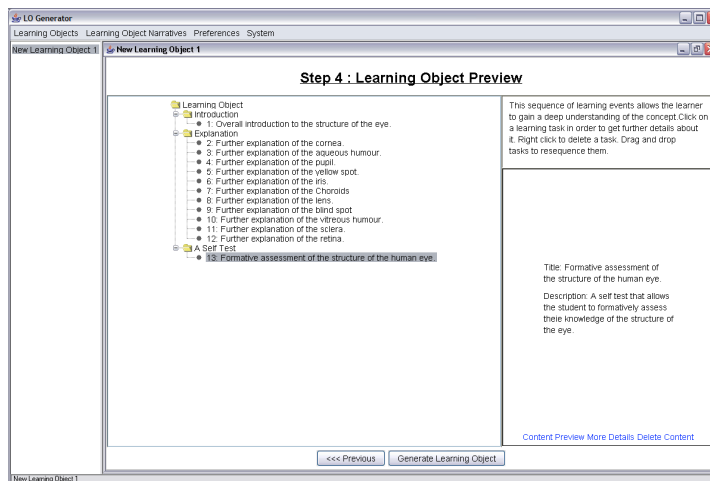 LO Generator
Learning Objects Learning Object Narratives Preferences System
New Learning Object 1
New Learning Object 1
Step 4 : Learning Object Preview
Learning Object
Introduction
1: Overall introduction to the structure of the eye.
Explanation
2: Further explanation of the cornea.
3: Further explanation of the aqueous humour.
4: Further explanation of the pupil.
5: Further explanation of the yellow spot.
6: Further explanation of the iris.
7: Further explanation of the Choroids
8: Further explanation of the lens.
9: Further explanation of the blind spot
10: Further explanation of the vitreous humour.
11: Further explanation of the sclera.
12: Further explanation of the retina.
A Self Test
13: Formative assessment of the structure of the human eye.
This sequence of learning events allows the learner
to gain a deep understanding of the concept.Click on
a learning task in order to get further details about
it. Right click to delete a task. Drag and drop
tasks to resequence them.
Title: Formative assessment of
the structure of the human eye.
Description: A self test that allows
the student to formatively assess
theie knowledge of the structure of
the eye.
Content Preview More Details Delete Content
<<< Previous
Generate Learning Object
New Learning Object 1